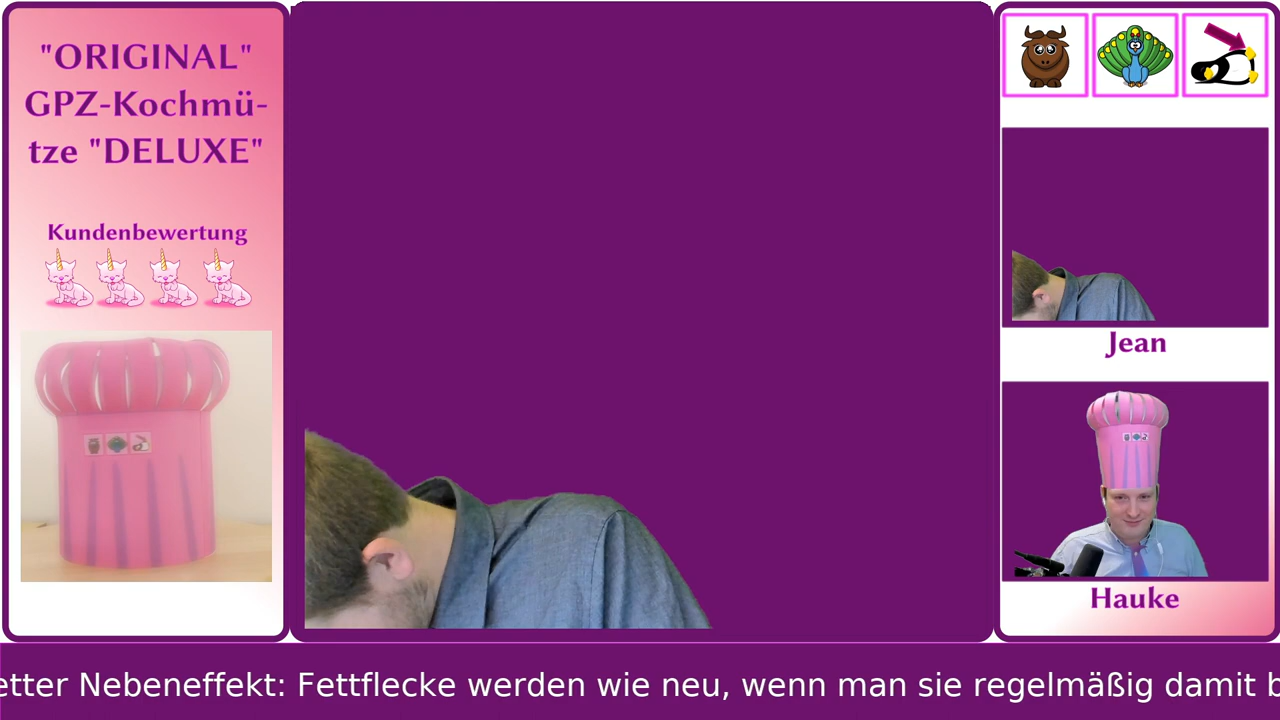 "ORIGINAL"
GPZ-Kochmü-
tze "DELUXE"
Kundenbewertung
Jean
Hauke
etter Nebeneffekt: Fettflecke werden wie neu, wenn man sie regelmäßig damit b